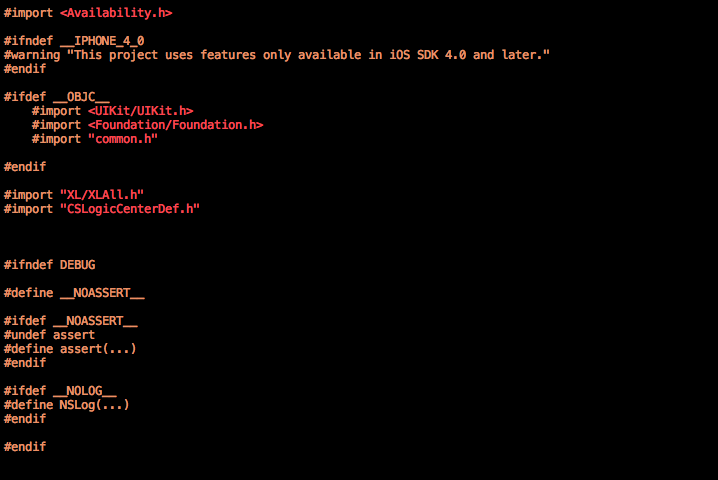 #import <Availability.h>
#ifndef __IPHONE_4_0
#warning "This project uses features only available in iOS SDK 4.0 and later."
#endif
#ifdef __OBJC__
#import <UIKit/UIKit.h>
#import <Foundation/Foundation.h>
#import "common.h"
#endif
#import "XL/XLAll.h"
#import "CSLogicCenterDef.h"
#ifndef DEBUG
#define __NOASSERT__
#ifdef __NOASSERT__
#undef assert
#define assert(...)
#endif
#ifdef __NOLOG__
#define NSLog(...)
#endif
#endif